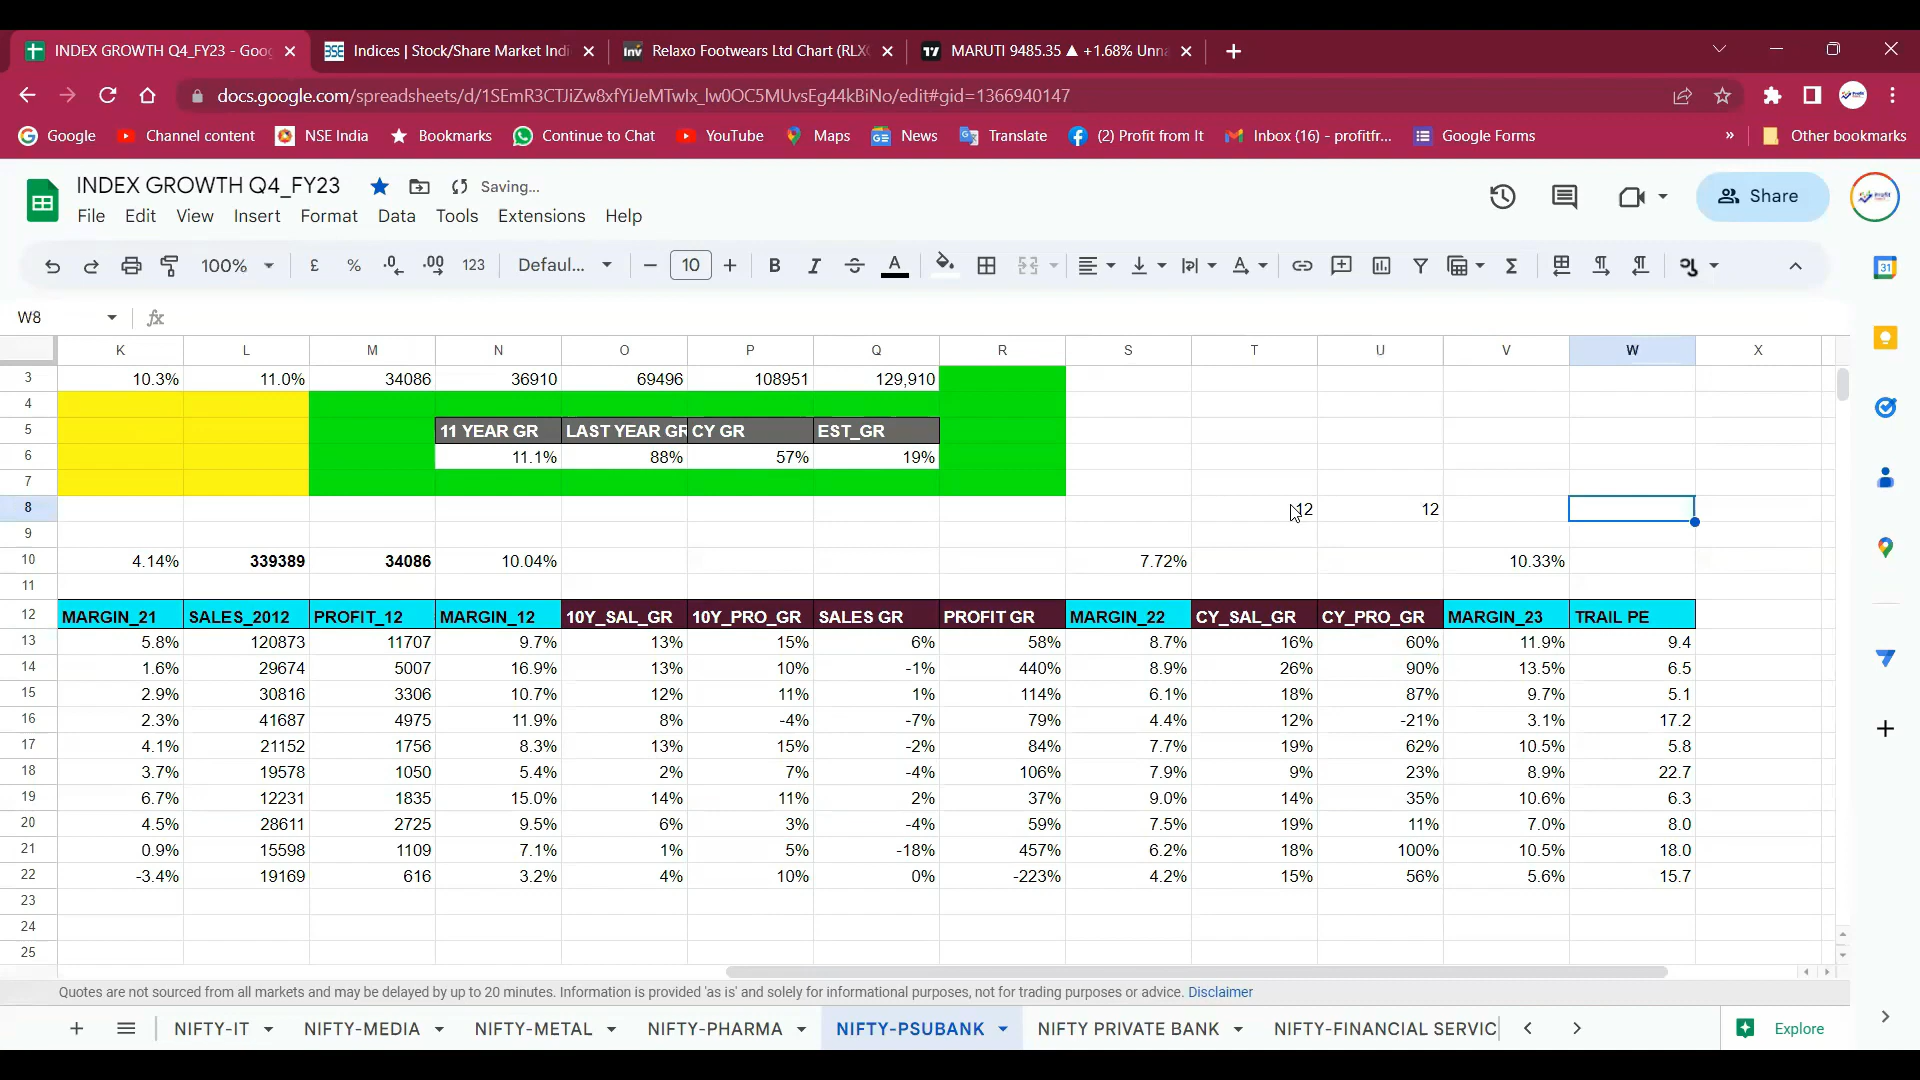 INDEX GROWTH Q4_FY23 - Goo
Indices | Stock/Share Market Indi
Relaxo Footwears Ltd Chart (RLX
MARUTI 9485.35 ▲ +1.68% Unna
docs.google.com/spreadsheets/d/1SEmR3CTJiZw8xfYiJeMTwIx_lw0OC5MUvsEg44kBiNo/edit#gid=1366940147
Google Channel content NSE India Bookmarks Continue to Chat YouTube Maps News Translate (2) Profit from It Inbox (16) - profitfr... Google Forms » Other bookmarks
INDEX GROWTH Q4_FY23 Saving...
File Edit View Insert Format Data Tools Extensions Help
Share
100% £ % .0 .00 123 Defaul... 10
W8
K L M N O P Q R S T U V W X
3 10.3% 11.0% 34086 36910 69496 108951 129,910
4
5 11 YEAR GR LAST YEAR GR CY GR EST_GR
6 11.1% 88% 57% 19%
7
8 12 12
9
10 4.14% 339389 34086 10.04% 7.72% 10.33%
11
12 MARGIN_21 SALES_2012 PROFIT_12 MARGIN_12 10Y_SAL_GR 10Y_PRO_GR SALES GR PROFIT GR MARGIN_22 CY_SAL_GR CY_PRO_GR MARGIN_23 TRAIL PE
13 5.8% 120873 11707 9.7% 13% 15% 6% 58% 8.7% 16% 60% 11.9% 9.4
14 1.6% 29674 5007 16.9% 13% 10% -1% 440% 8.9% 26% 90% 13.5% 6.5
15 2.9% 30816 3306 10.7% 12% 11% 1% 114% 6.1% 18% 87% 9.7% 5.1
16 2.3% 41687 4975 11.9% 8% -4% -7% 79% 4.4% 12% -21% 3.1% 17.2
17 4.1% 21152 1756 8.3% 13% 15% -2% 84% 7.7% 19% 62% 10.5% 5.8
18 3.7% 19578 1050 5.4% 2% 7% -4% 106% 7.9% 9% 23% 8.9% 22.7
19 6.7% 12231 1835 15.0% 14% 11% 2% 37% 9.0% 14% 35% 10.6% 6.3
20 4.5% 28611 2725 9.5% 6% 3% -4% 59% 7.5% 19% 11% 7.0% 8.0
21 0.9% 15598 1109 7.1% 1% 5% -18% 457% 6.2% 18% 100% 10.5% 18.0
22 -3.4% 19169 616 3.2% 4% 10% 0% -223% 4.2% 15% 56% 5.6% 15.7
23
24
25
Quotes are not sourced from all markets and may be delayed by up to 20 minutes. Information is provided 'as is' and solely for informational purposes, not for trading purposes or advice. Disclaimer
NIFTY-IT NIFTY-MEDIA NIFTY-METAL NIFTY-PHARMA NIFTY-PSUBANK NIFTY PRIVATE BANK NIFTY-FINANCIAL SERVIC Explore